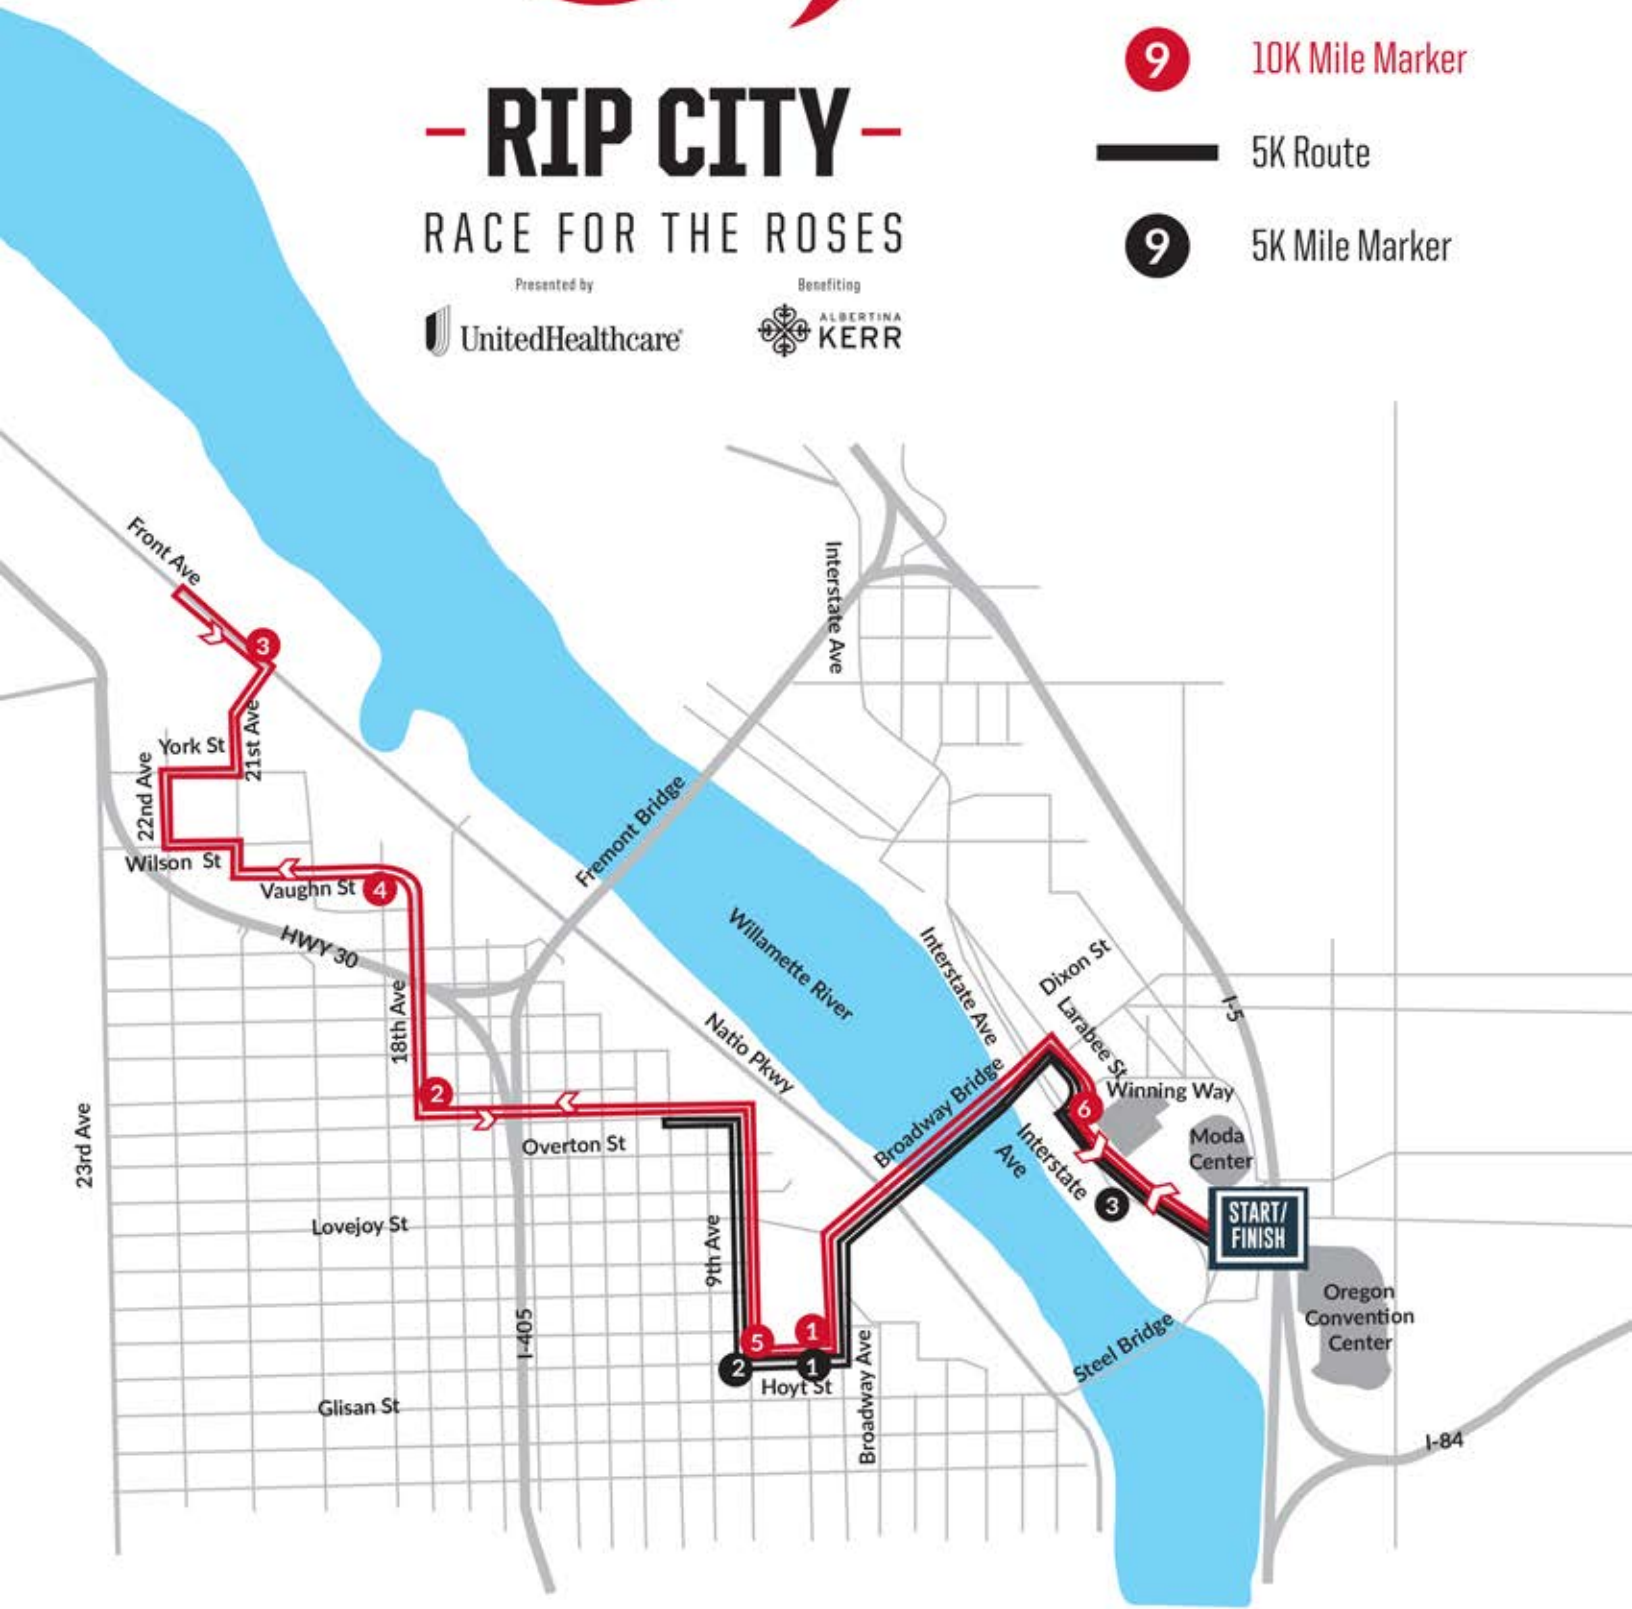 RIP CITY
RACE FOR THE ROSES
Presented by
UnitedHealthcare
Benefiting
ALBERTINA
KERR
9 10K Mile Marker
5K Route
9 5K Mile Marker
Front Ave
3
21st Ave
York St
22nd Ave
Wilson St
Vaughn St
4
HWY 30
18th Ave
2
23rd Ave
Overton St
Lovejoy St
Glisan St
I-405
9th Ave
5
1
2
1
Hoyt St
Broadway Ave
Natio Pkwy
Fremont Bridge
Willamette River
Interstate Ave
Interstate Ave
Broadway Bridge
Dixon St
Larabee St
I-5
Winning Way
6
Moda
Center
Interstate
Ave
3
START/
FINISH
Steel Bridge
Oregon
Convention
Center
I-84